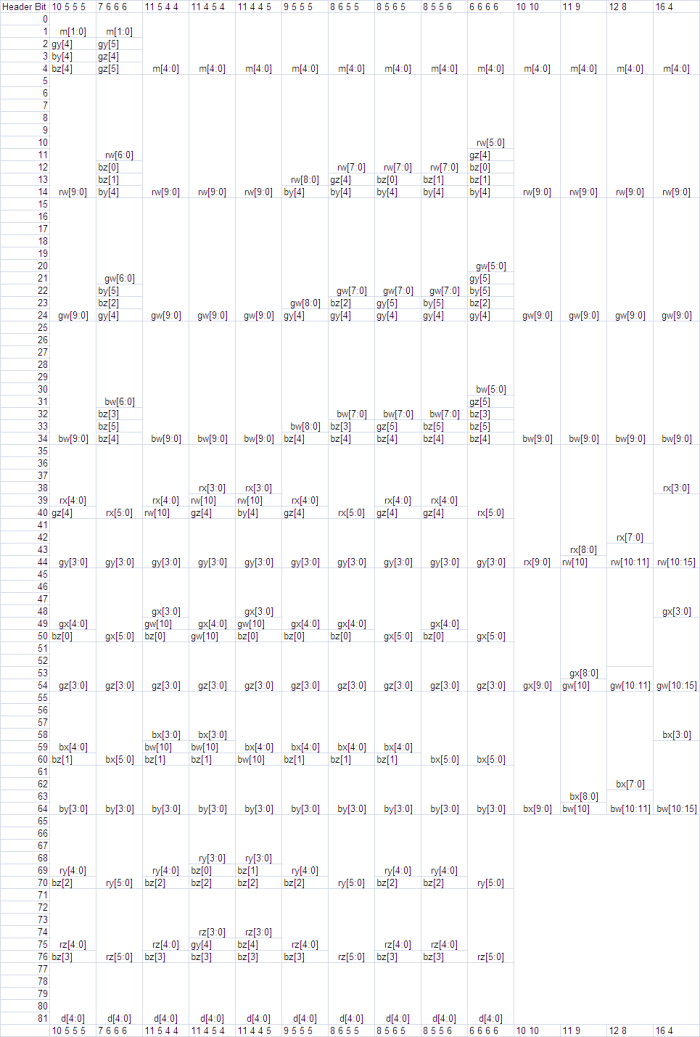 Header Bit 10 5 5 5 7 6 6 6 11 5 4 4 11 4 5 4 11 4 4 5 9 5 5 5 8 6 5 5 8 5 6 5 8 5 5 6 6 6 6 6 10 10 11 9 12 8 16 4
0
1 m[1:0] m[1:0]
2 gy[4] gy[5]
3 by[4] gz[4]
4 bz[4] gz[5] m[4:0] m[4:0] m[4:0] m[4:0] m[4:0] m[4:0] m[4:0] m[4:0] m[4:0] m[4:0] m[4:0] m[4:0]
5
6
7
8
9
10 rw[5:0]
11 rw[6:0] gz[4]
12 bz[0] rw[7:0] rw[7:0] rw[7:0] bz[0]
13 bz[1] rw[8:0] gz[4] bz[0] bz[1] bz[1]
14 rw[9:0] by[4] rw[9:0] rw[9:0] rw[9:0] by[4] by[4] by[4] by[4] by[4] rw[9:0] rw[9:0] rw[9:0] rw[9:0]
15
16
17
18
19
20 gw[5:0]
21 gw[6:0] gy[5]
22 by[5] gw[7:0] gw[7:0] gw[7:0] by[5]
23 bz[2] gw[8:0] bz[2] gy[5] by[5] bz[2]
24 gw[9:0] gy[4] gw[9:0] gw[9:0] gw[9:0] gy[4] gy[4] gy[4] gy[4] gy[4] gw[9:0] gw[9:0] gw[9:0] gw[9:0]
25
26
27
28
29
30 bw[5:0]
31 bw[6:0] gz[5]
32 bz[3] bw[7:0] bw[7:0] bw[7:0] bz[3]
33 bz[5] bw[8:0] bz[3] gz[5] bz[5] bz[5]
34 bw[9:0] bz[4] bw[9:0] bw[9:0] bw[9:0] bz[4] bz[4] bz[4] bz[4] bz[4] bw[9:0] bw[9:0] bw[9:0] bw[9:0]
35
36
37
38 rx[3:0] rx[3:0] rx[3:0]
39 rx[4:0] rx[4:0] rw[10] rw[10] rx[4:0] rx[4:0] rx[4:0]
40 gz[4] rx[5:0] rw[10] gz[4] by[4] gz[4] rx[5:0] gz[4] gz[4] rx[5:0]
41
42 rx[7:0]
43 rx[8:0]
44 gy[3:0] gy[3:0] gy[3:0] gy[3:0] gy[3:0] gy[3:0] gy[3:0] gy[3:0] gy[3:0] gy[3:0] rx[9:0] rw[10] rw[10:11] rw[10:15]
45
46
47
48 gx[3:0] gx[3:0] gx[3:0]
49 gx[4:0] gw[10] gx[4:0] gw[10] gx[4:0] gx[4:0] gx[4:0]
50 bz[0] gx[5:0] bz[0] gw[10] bz[0] bz[0] bz[0] gx[5:0] bz[0] gx[5:0]
51
52
53 gx[8:0]
54 gz[3:0] gz[3:0] gz[3:0] gz[3:0] gz[3:0] gz[3:0] gz[3:0] gz[3:0] gz[3:0] gz[3:0] gx[9:0] gw[10] gw[10:11] gw[10:15]
55
56
57
58 bx[3:0] bx[3:0] bx[3:0]
59 bx[4:0] bw[10] bw[10] bx[4:0] bx[4:0] bx[4:0] bx[4:0]
60 bz[1] bx[5:0] bz[1] bz[1] bw[10] bz[1] bz[1] bz[1] bx[5:0] bx[5:0]
61
62 bx[7:0]
63 bx[8:0]
64 by[3:0] by[3:0] by[3:0] by[3:0] by[3:0] by[3:0] by[3:0] by[3:0] by[3:0] by[3:0] bx[9:0] bw[10] bw[10:11] bw[10:15]
65
66
67
68 ry[3:0] ry[3:0]
69 ry[4:0] ry[4:0] bz[0] bz[1] ry[4:0] ry[4:0] ry[4:0]
70 bz[2] ry[5:0] bz[2] bz[2] bz[2] bz[2] ry[5:0] bz[2] bz[2] ry[5:0]
71
72
73
74 rz[3:0] rz[3:0]
75 rz[4:0] rz[4:0] gy[4] bz[4] rz[4:0] rz[4:0] rz[4:0]
76 bz[3] rz[5:0] bz[3] bz[3] bz[3] bz[3] rz[5:0] bz[3] bz[3] rz[5:0]
77
78
79
80
81 d[4:0] d[4:0] d[4:0] d[4:0] d[4:0] d[4:0] d[4:0] d[4:0] d[4:0] d[4:0]
10 5 5 5 7 6 6 6 11 5 4 4 11 4 5 4 11 4 4 5 9 5 5 5 8 6 5 5 8 5 6 5 8 5 5 6 6 6 6 6 10 10 11 9 12 8 16 4